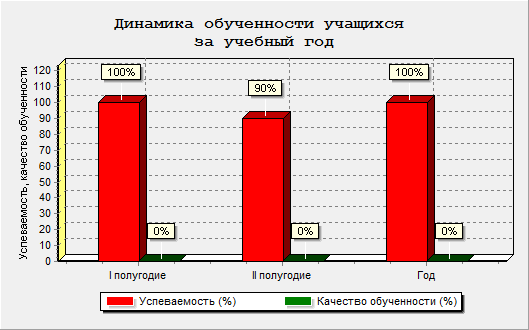 Динамика обученности учащихся
за учебный год
Успеваемость, качество обученности
120
110
100
90
80
70
60
50
40
30
20
10
0
100%
0%
90%
0%
100%
0%
I полугодие
II полугодие
Год
Успеваемость (%)
Качество обученности (%)